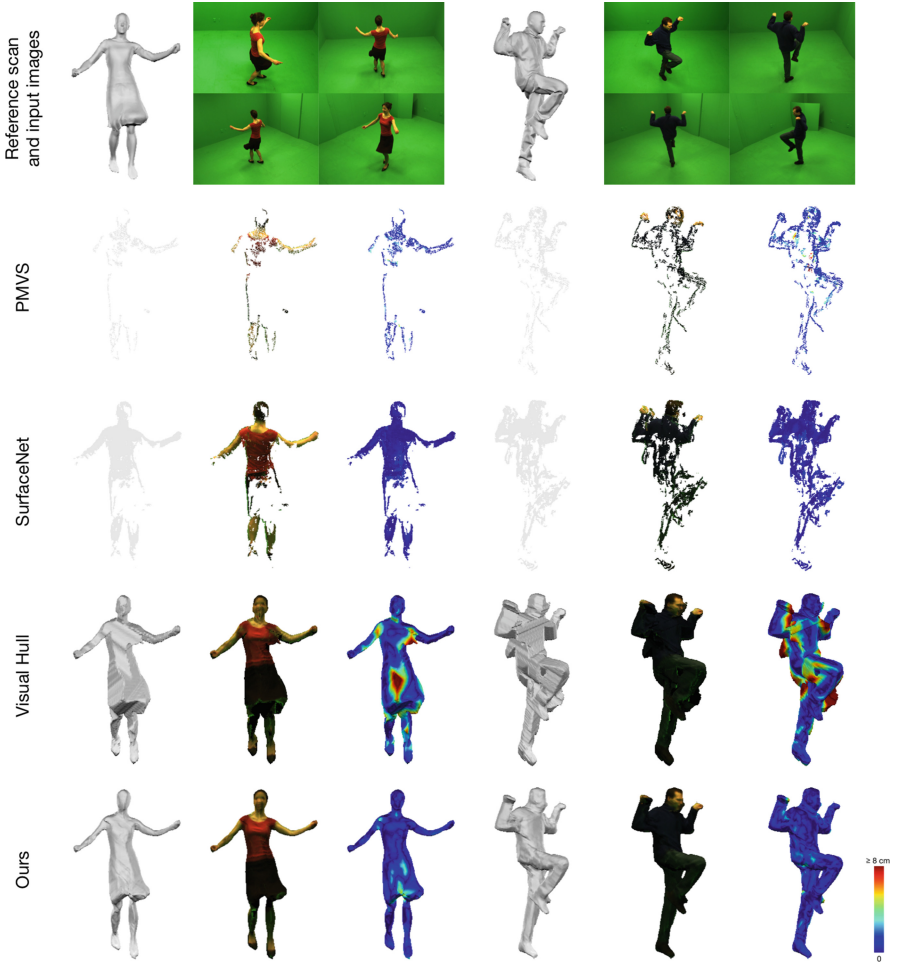 Reference scan
and input images
PMVS
SurfaceNet
Visual Hull
Ours
≥ 8 cm
0